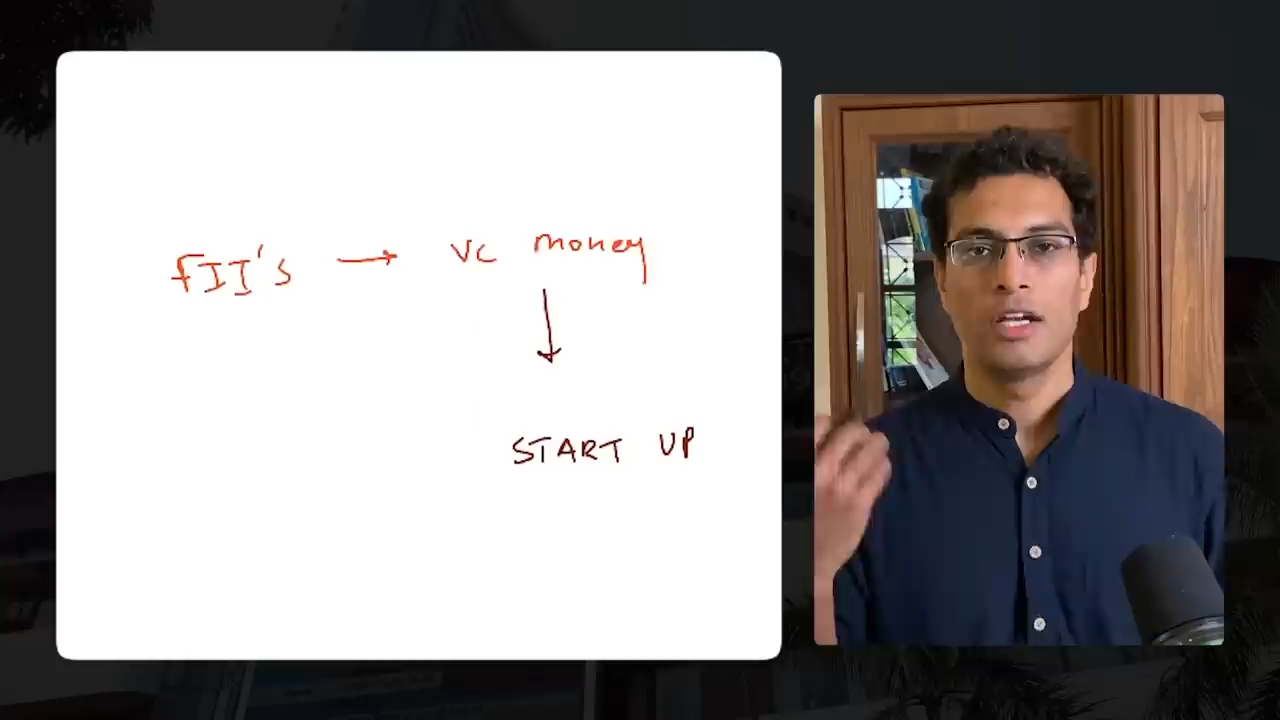 FII's → VC money
↓
START UP